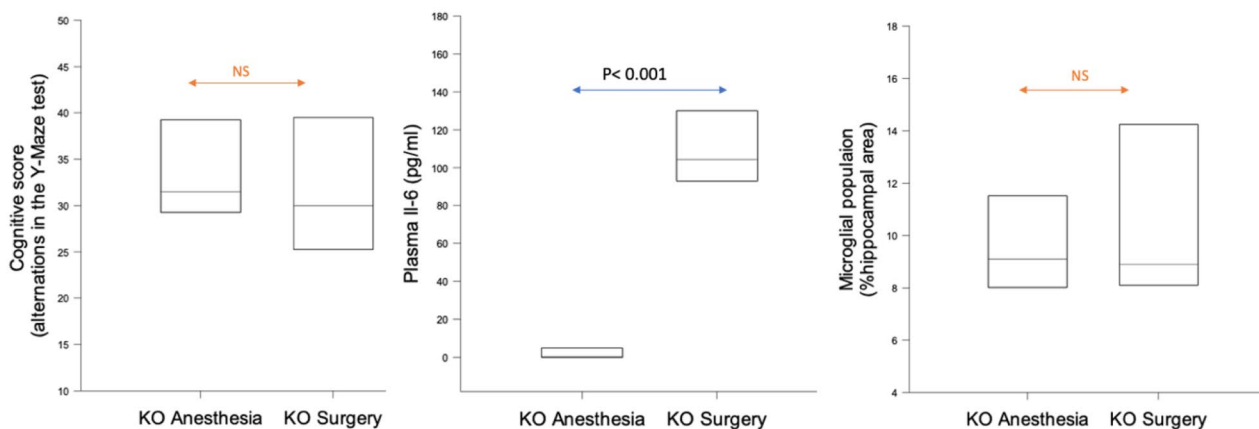 Cognitive score
(alternations in the Y-Maze test)
50
45
40
35
30
25
20
15
10
NS
KO Anesthesia KO Surgery
Plasma Il-6 (pg/ml)
180
160
140
120
100
80
60
40
20
0
P< 0.001
KO Anesthesia KO Surgery
Microglial populaion
(%hippocampal area)
18
16
14
12
10
8
6
4
NS
KO Anesthesia KO Surgery